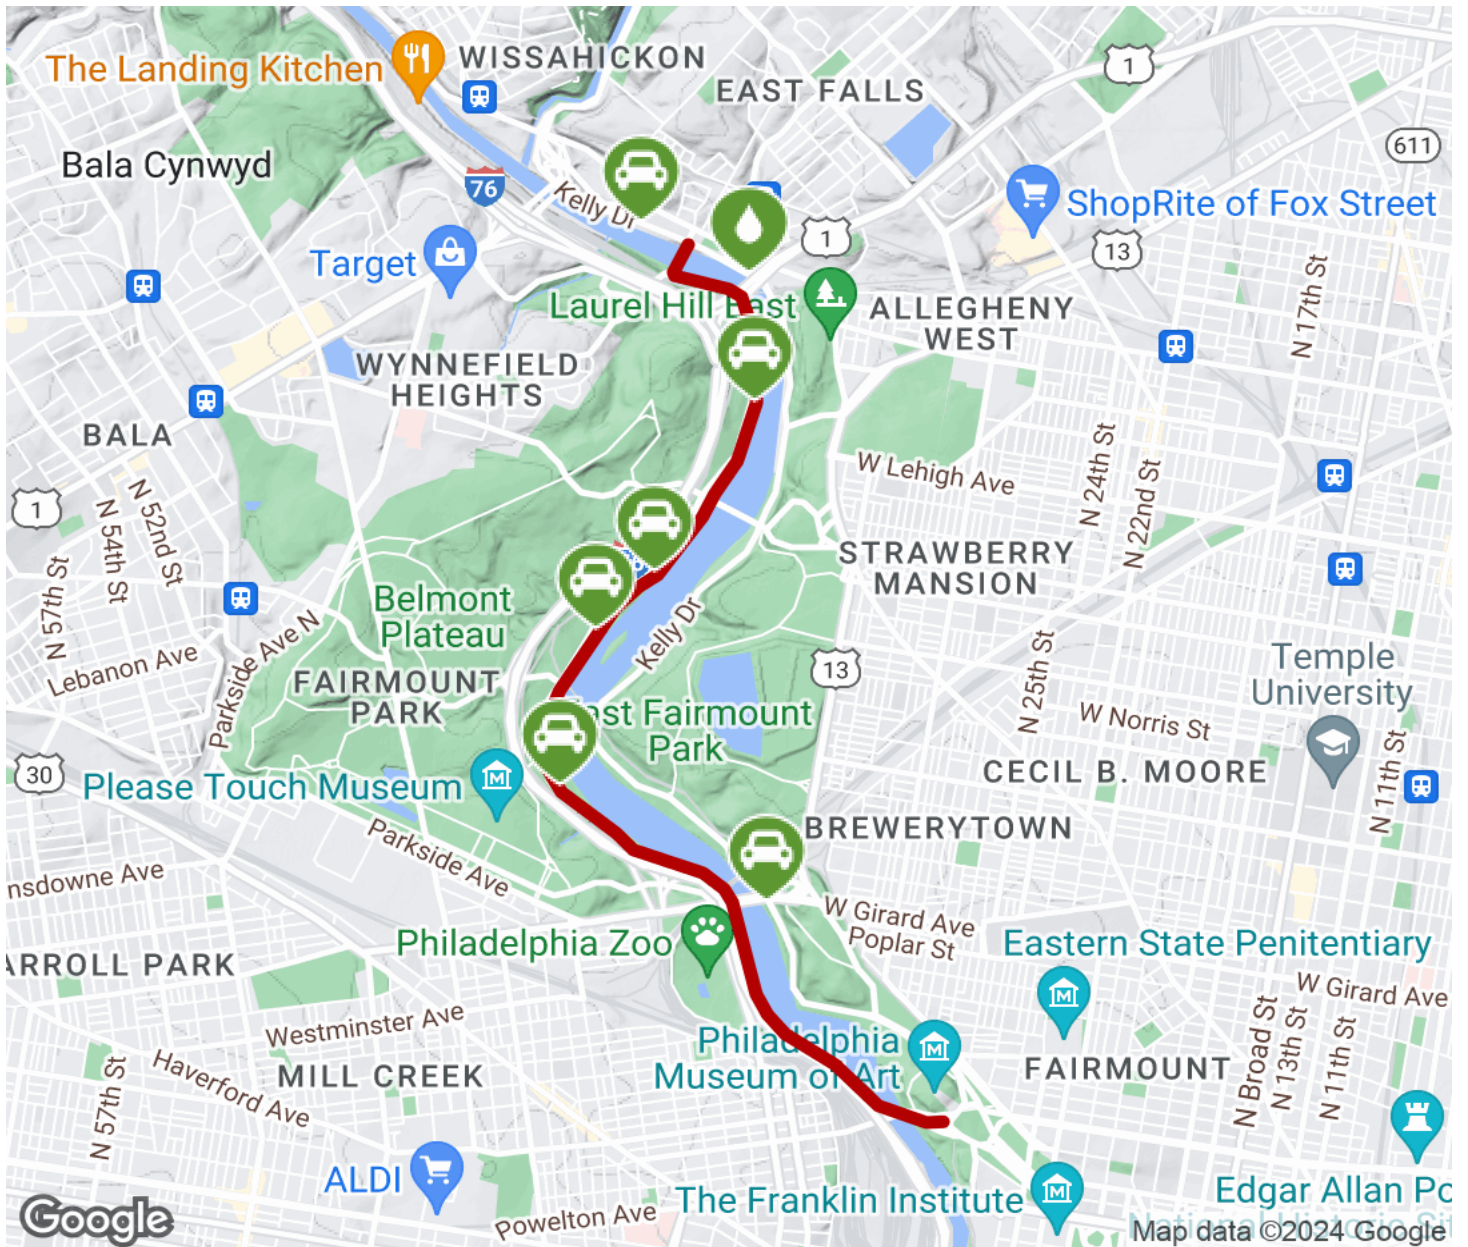 WISSAHICKON
The Landing Kitchen
1
EAST FALLS
611
Bala Cynwyd
76
Kelly Dr
ShopRite of Fox Street
1
13
Target
Laurel Hill East
ALLEGHENY
WEST
N 17th St
WYNNEFIELD
HEIGHTS
BALA
W Lehigh Ave
N 24th St
N 22nd St
1
N 52nd St
N 54th St
STRAWBERRY
MANSION
N 57th St
Belmont
Plateau
Kelly Dr
Parkside Ave N
Lebanon Ave
FAIRMOUNT
PARK
13
N 25th St
Temple
University
East Fairmount
Park
W Norris St
30
Please Touch Museum
CECIL B. MOORE
N 11th St
BREWERYTOWN
Parkside Ave
nsdowne Ave
W Girard Ave
Poplar St
Philadelphia Zoo
Eastern State Penitentiary
ARROLL PARK
W Girard Ave
Westminster Ave
Philadelphia
Museum of Art
FAIRMOUNT
N Broad St
N 13th St
N 11th St
Haverford Ave
MILL CREEK
N 57th St
ALDI
The Franklin Institute
Edgar Allan Po
National Historic Sit
Powelton Ave
Google
Map data ©2024 Google